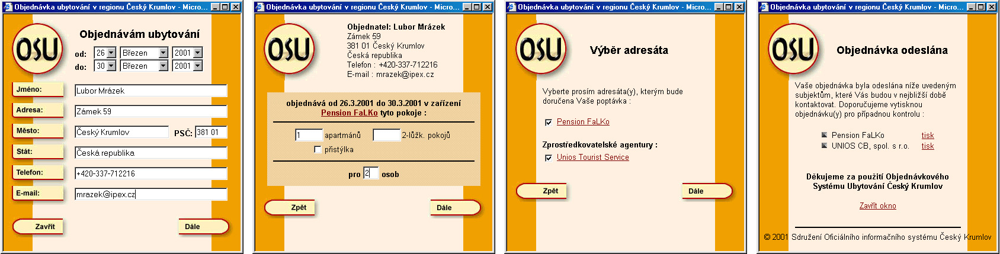 Objednávka ubytování v regionu Český Krumlov - Micro...
OSU
Objednávám ubytování
od: 26 Březen 2001
do: 30 Březen 2001
Jméno: Lubor Mrázek
Adresa: Zámek 59
Město: Český Krumlov PSČ: 381 01
Stát: Česká republika
Telefon: +420-337-712216
E-mail: mrazek@ipex.cz
Zavřít Dále
Objednávka ubytování v regionu Český Krumlov - Micro...
OSU
Objednatel: Lubor Mrázek
Zámek 59
381 01 Český Krumlov
Česká republika
Telefon : +420-337-712216
E-mail : mrazek@ipex.cz
objednává od 26.3.2001 do 30.3.2001 v zařízení
Pension FaLKo tyto pokoje :
1 apartmánů 2-lůžk. pokojů
přistýlka
pro 2 osob
Zpět Dále
Objednávka ubytování v regionu Český Krumlov - Micro...
OSU
Výběr adresáta
Vyberte prosím adresáta(y), kterým bude
doručena Vaše poptávka :
Pension FaLKo
Zprostředkovatelské agentury :
Unios Tourist Service
Zpět Dále
Objednávka ubytování v regionu Český Krumlov - Micro...
OSU
Objednávka odeslána
Vaše objednávka byla odeslána níže uvedeným
subjektům, které Vás budou v nejbližší době
kontaktovat. Doporučujeme vytisknou
objednávku(y) pro případnou kontrolu :
Pension FaLKo tisk
UNIOS CB, spol. s r.o. tisk
Děkujeme za použití Objednávkového
Systému Ubytování Český Krumlov
Zavřít okno
© 2001 Sdružení Oficiálního informačního systému Český Krumlov